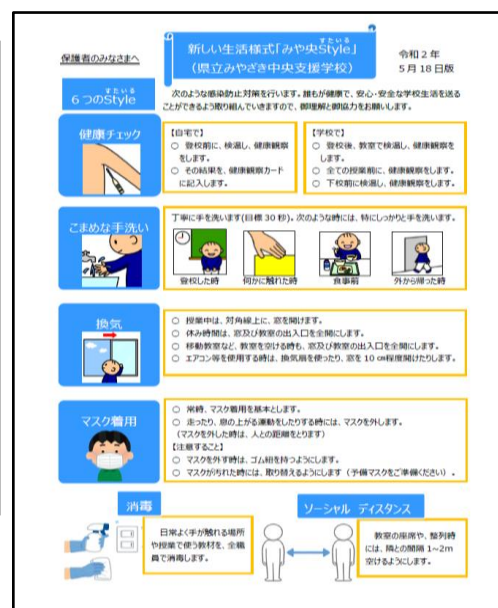 保護者のみなさまへ
新しい生活様式「みや央Styleすたいる」
（県立みやざき中央支援学校）
令和２年
５月18日版
６つのStyleすたいる
次のような感染防止対策を行います。誰もが健康で、安心・安全な学校生活を送る
ことができるよう取り組んでいきますので、御理解と御協力をお願いします。
健康チェック
【自宅で】
○ 登校前に、検温し、健康観察
をします。
○ その結果を、健康観察カード
に記入します。
【学校で】
○ 登校後、教室で検温し、健康観察を
します。
○ 全ての授業前に、健康観察をします。
○ 下校前に検温し、健康観察をします。
こまめな手洗い
丁寧に手を洗います(目標30秒)。次のような時には、特にしっかりと手を洗います。
登校した時
何かに触れた時
食事前
外から帰った時
換気
○ 授業中は、対角線上に、窓を開けます。
○ 休み時間は、窓及び教室の出入口を全開にします。
○ 移動教室など、教室を空ける時も、窓及び教室の出入口を全開にします。
○ エアコン等を使用する時は、換気扇を使ったり、窓を10㎝程度開けたりします。
マスク着用
○ 常時、マスク着用を基本とします。
○ 走ったり、息の上がる運動をしたりする時には、マスクを外します。
（マスクを外した時は、人との距離をとります）
【注意すること】
○ マスクを外す時は、ゴム紐を持つようにします。
○ マスクが汚れた時には、取り替えるようにします（予備マスクをご準備ください）。
消毒
日常よく手が触れる場所
や授業で使う教材を、全職
員で消毒します。
ソーシャル ディスタンス
教室の座席や、整列時
には、隣との間隔1~2m
空けるようにします。